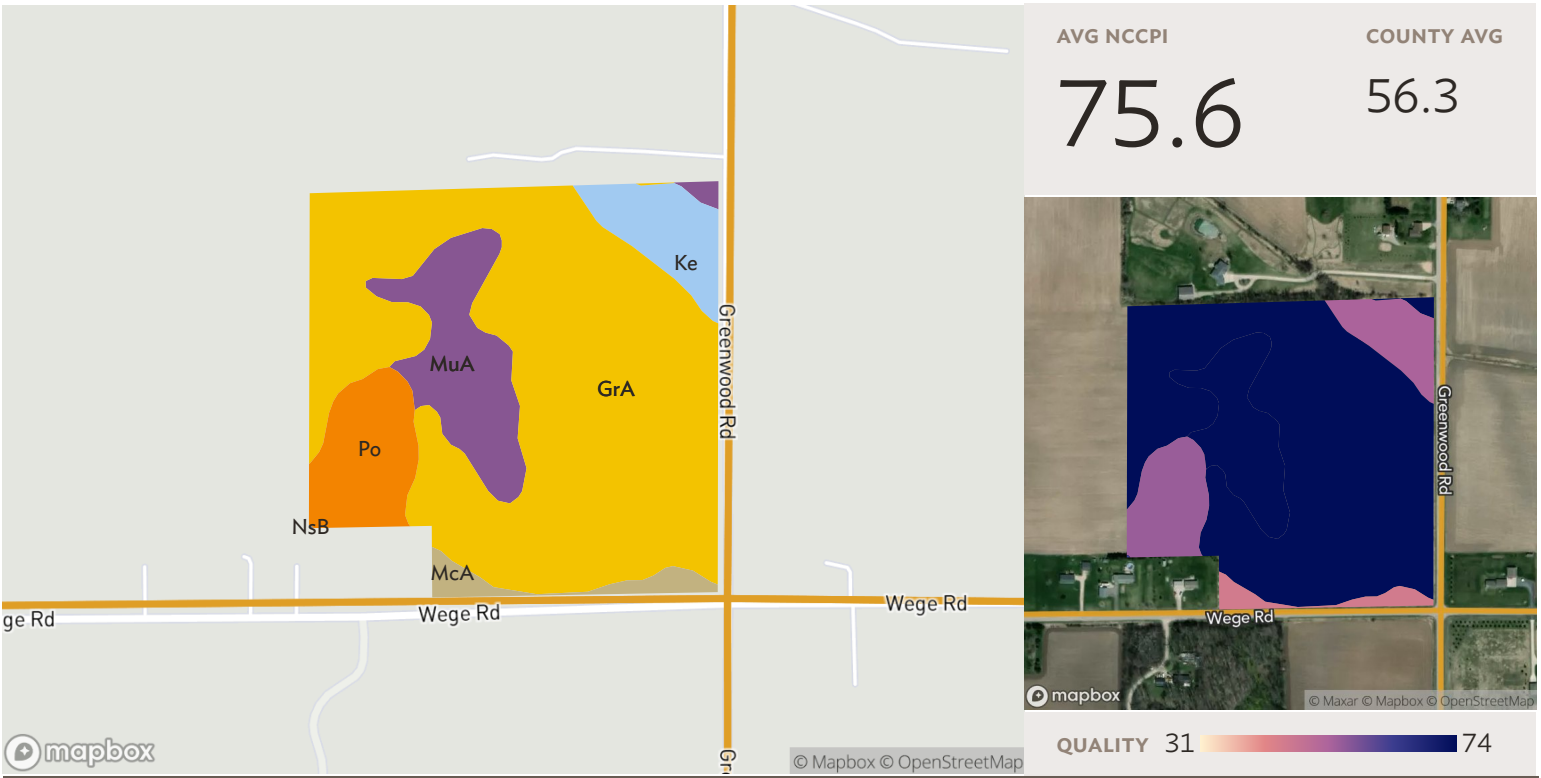 Ke
MuA
GrA
Po
NsB
McA
Greenwood Rd
ge Rd
Wege Rd
Wege Rd
Gr
mapbox
© Mapbox © OpenStreetMap
AVG NCCPI
COUNTY AVG
75.6
56.3
Greenwood Rd
Wege Rd
mapbox
© Maxar © Mapbox © OpenStreetMap
QUALITY 31 74